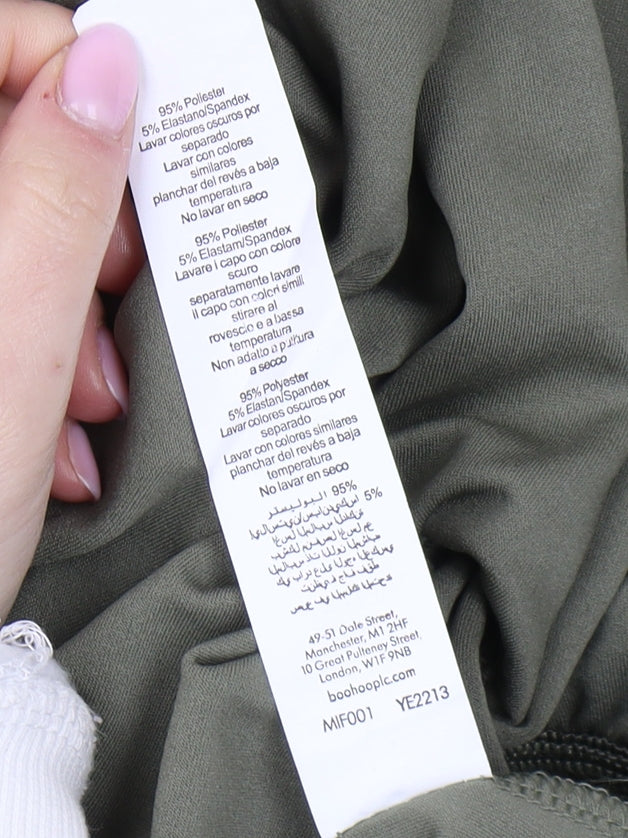 95% Poliester
5% Elastano/Spandex
Lavar colores oscuros por
separado
Lavar con colores
similares
planchar del revés a baja
temperatura
No lavar en seco
95% Poliester
5% Elastam/Spandex
Lavare i capo con colore
scuro
separatamente lavare
il capo con colori simili
stirare al
rovescio e a bassa
temperatura
Non adatto a pulitura
a secco
95% Polyester
5% Elastan/Spandex
Lavar colores oscuros por
separado
Lavar con colores similares
planchar del revés a baja
temperatura
No lavar en seco
95% البوليستر
5%
49-51 Dale Street,
Manchester, M1 2HF
10 Great Pulteney Street,
London, W1F 9NB
boohooplc.com
MIF001 YE2213